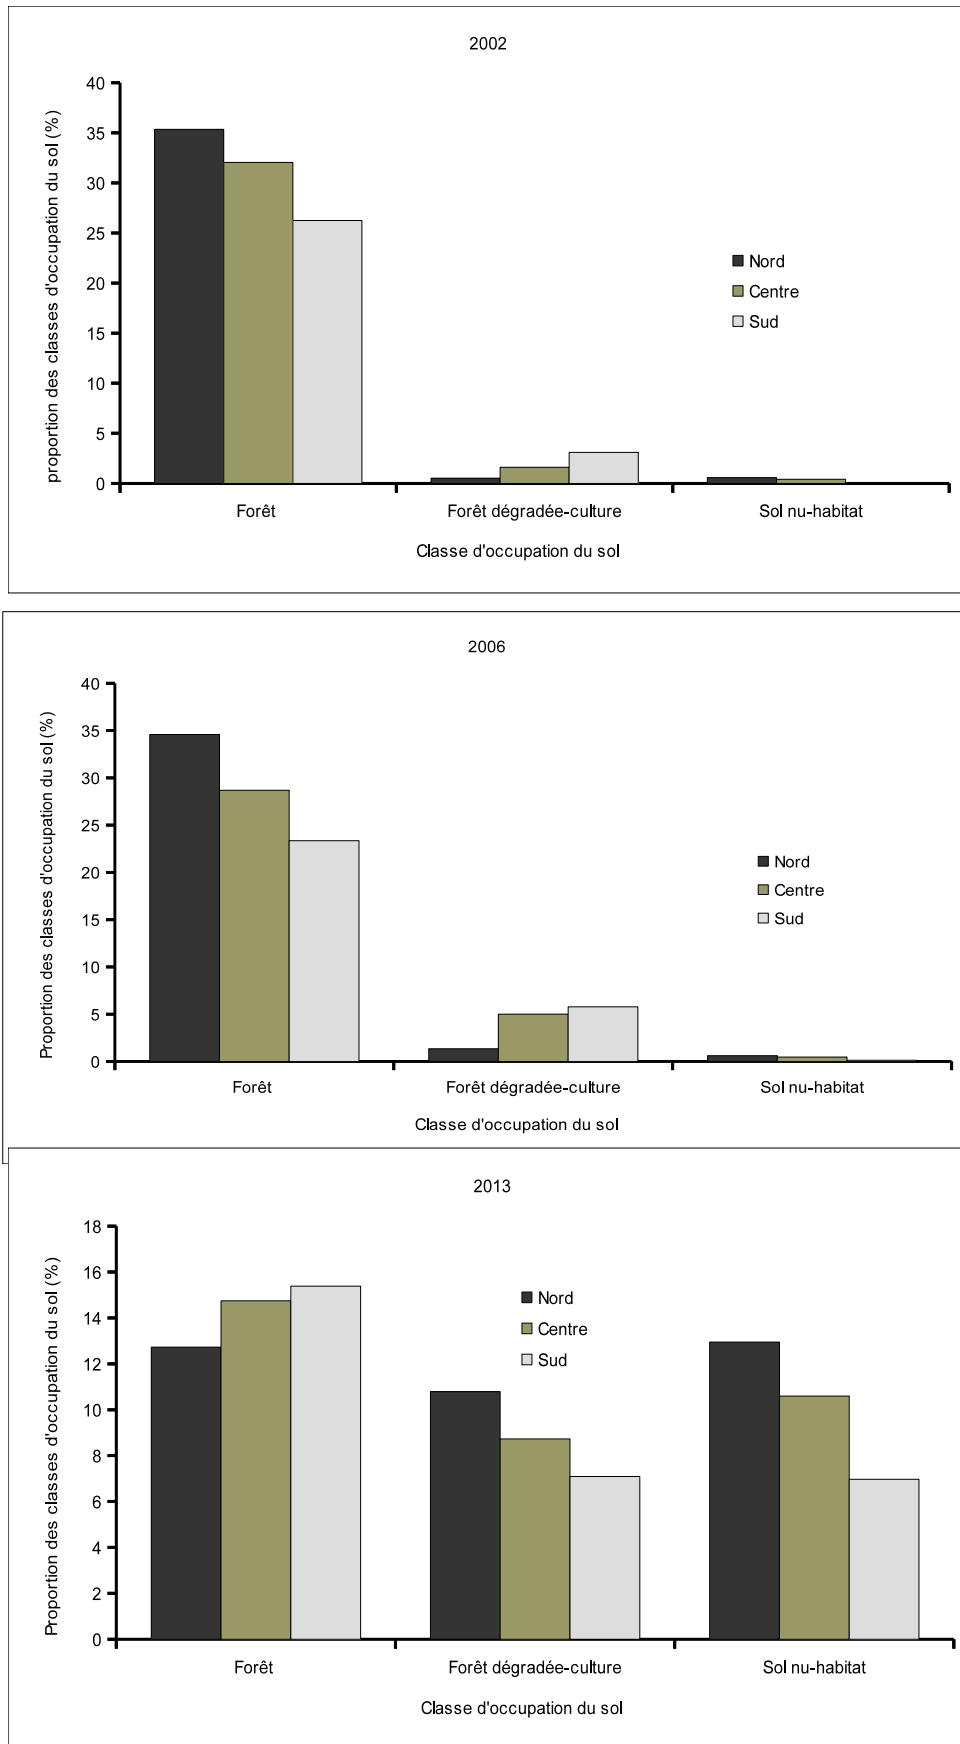 2002
proportion des classes d'occupation du sol (%)
40
35
30
25
20
15
10
5
0
Nord
Centre
Sud
Forêt Forêt dégradée-culture Sol nu-habitat
Classe d'occupation du sol
2006
Proportion des classes d'occupation du sol (%)
40
35
30
25
20
15
10
5
0
Nord
Centre
Sud
Forêt Forêt dégradée-culture Sol nu-habitat
Classe d'occupation du sol
2013
Proportion des classes d'occupation du sol (%)
18
16
14
12
10
8
6
4
2
0
Nord
Centre
Sud
Forêt Forêt dégradée-culture Sol nu-habitat
Classe d'occupation du sol